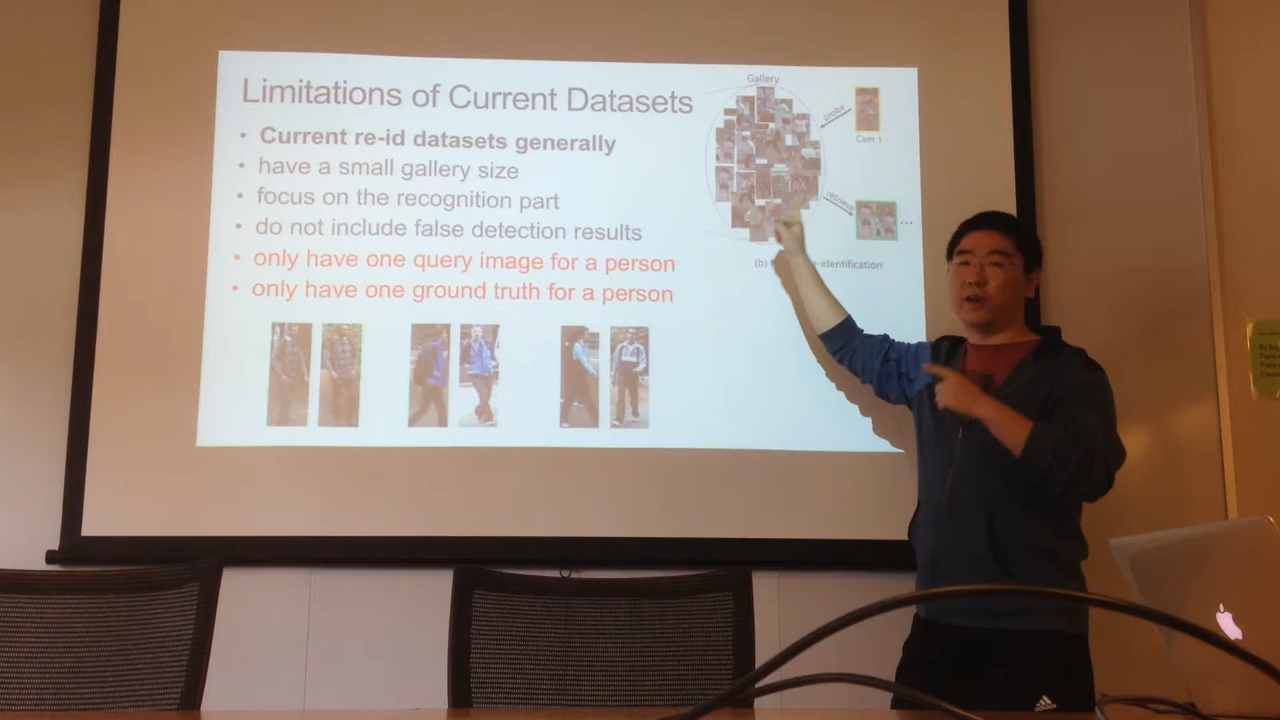 Limitations of Current Datasets
• Current re-id datasets generally
• have a small gallery size
• focus on the recognition part
• do not include false detection results
• only have one query image for a person
• only have one ground truth for a person
Gallery
probe
Cam 1
retrieve
...
(b) -identification
adidas